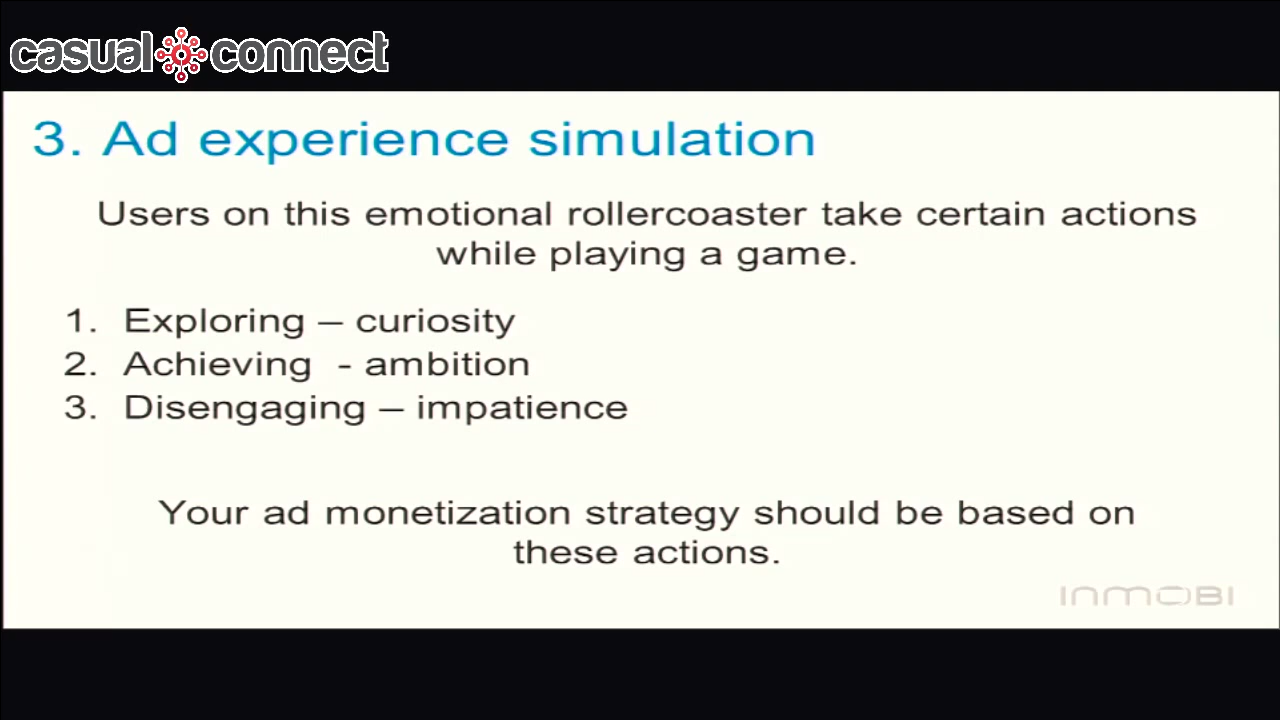 casual connect
3. Ad experience simulation
Users on this emotional rollercoaster take certain actions
while playing a game.
1. Exploring – curiosity
2. Achieving - ambition
3. Disengaging – impatience
Your ad monetization strategy should be based on
these actions.
INMOBI